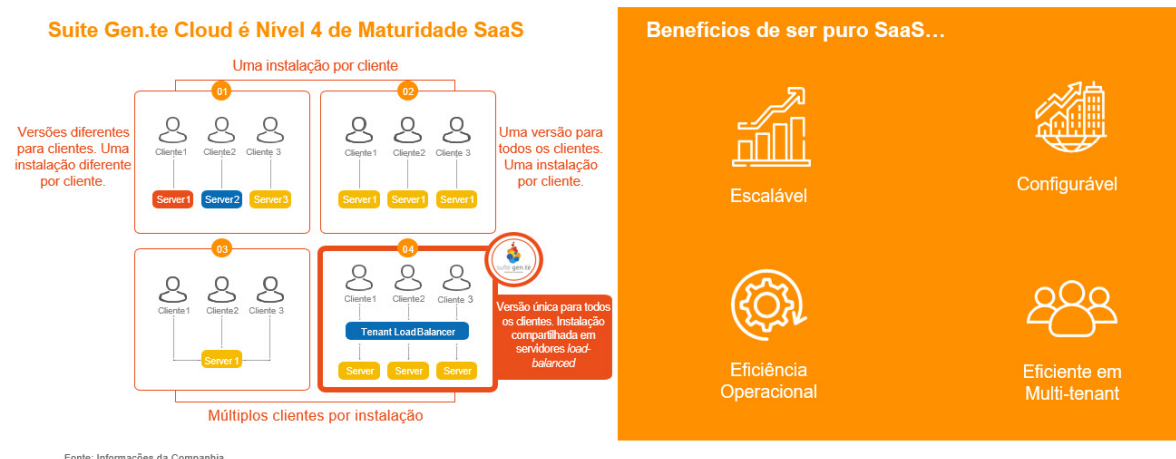 Suite Gen.te Cloud é Nível 4 de Maturidade SaaS
Uma instalação por cliente
Versões diferentes
para clientes. Uma
instalação diferente
por cliente.
01
Cliente1 Cliente2 Cliente 3
Server1 Server2 Server3
02
Cliente1 Cliente2 Cliente 3
Server1 Server1 Server1
Uma versão para
todos os clientes.
Uma instalação
por cliente.
03
Cliente1 Cliente2 Cliente 3
Server 1
04
Cliente1 Cliente2 Cliente 3
Tenant LoadBalancer
Server Server Server
suite gen.te
Versão única para todos
os clientes. Instalação
compartilhada em
servidores load-
balanced
Múltiplos clientes por instalação
Fonte: Informações da Companhia
Benefícios de ser puro SaaS...
Escalável
Configurável
Eficiência
Operacional
Eficiente em
Multi-tenant